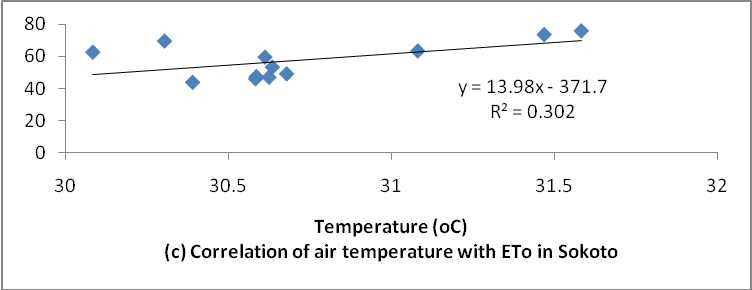 80
60
40
20
0
y = 13.98x - 371.7
R² = 0.302
30 30.5 31 31.5 32
Temperature (oC)
(c) Correlation of air temperature with ETo in Sokoto